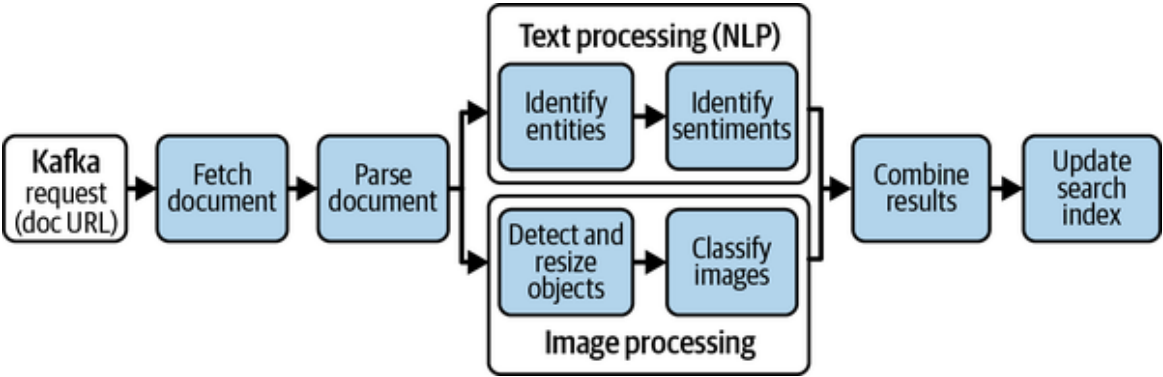 Kafka
request
(doc URL)
Fetch
document
Parse
document
Text processing (NLP)
Identify
entities
Identify
sentiments
Detect and
resize
objects
Classify
images
Image processing
Combine
results
Update
search
index